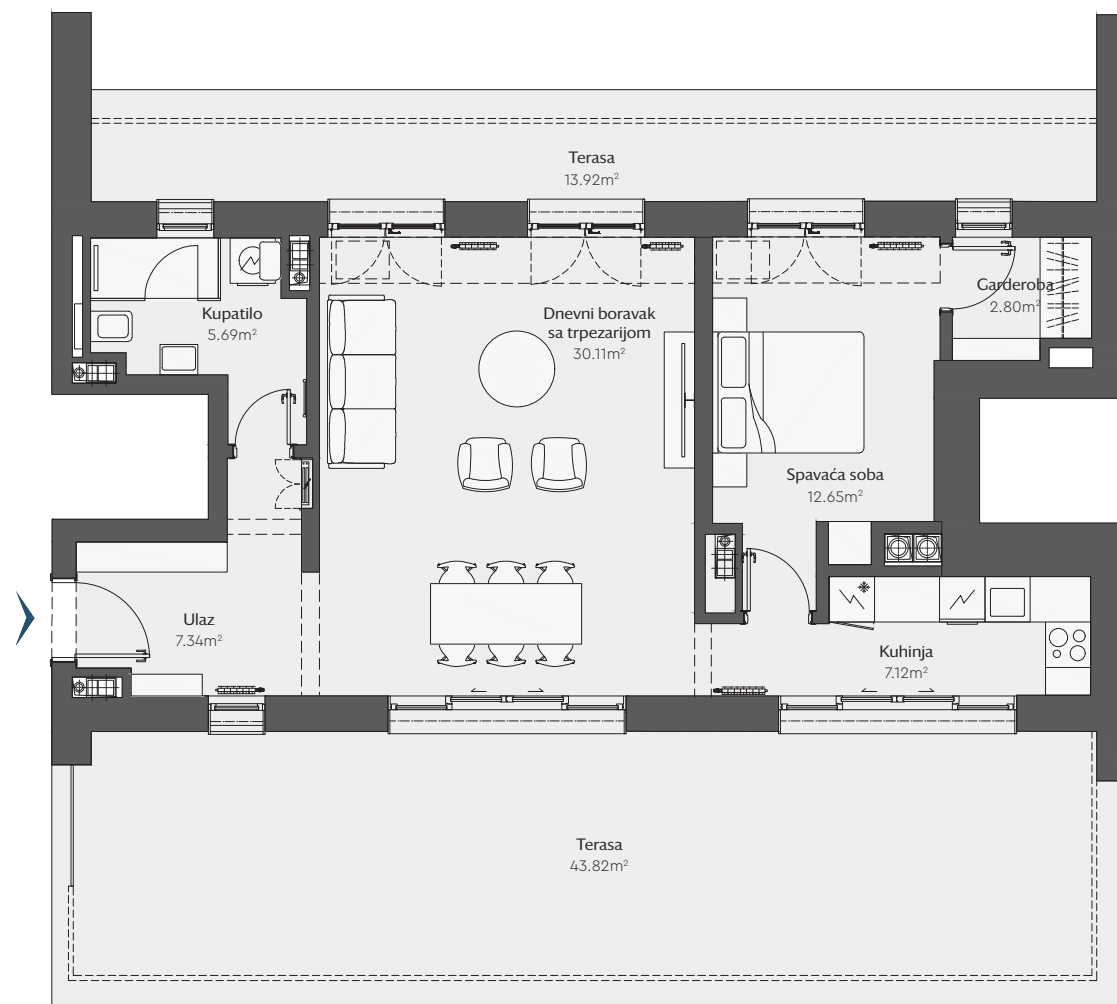 Terasa
13.92m²
Kupatilo
5.69m²
Dnevni boravak
sa trpezarijom
30.11m²
Garderoba
2.80m²
Spavaća soba
12.65m²
Ulaz
7.34m²
Kuhinja
7.12m²
Terasa
43.82m²